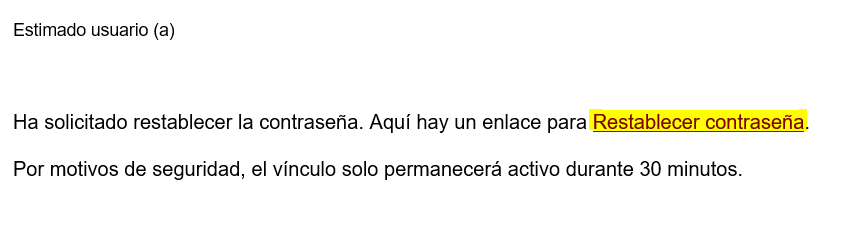 Estimado usuario (a)
Ha solicitado restablecer la contraseña. Aquí hay un enlace para Restablecer contraseña.
Por motivos de seguridad, el vínculo solo permanecerá activo durante 30 minutos.